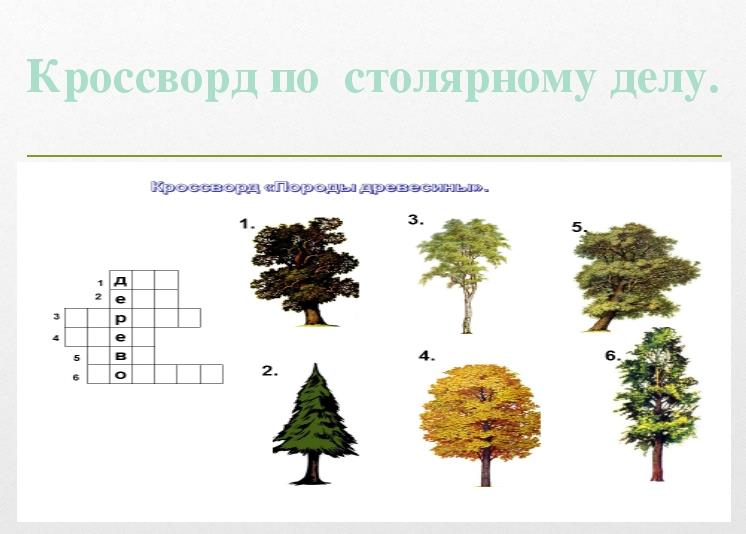 Кроссворд по столярному делу.
Кроссворд «Породы древесины».
1.
3.
5.
1 д
2 е
3 р
4 е
5 в
6 о
2.
4.
6.